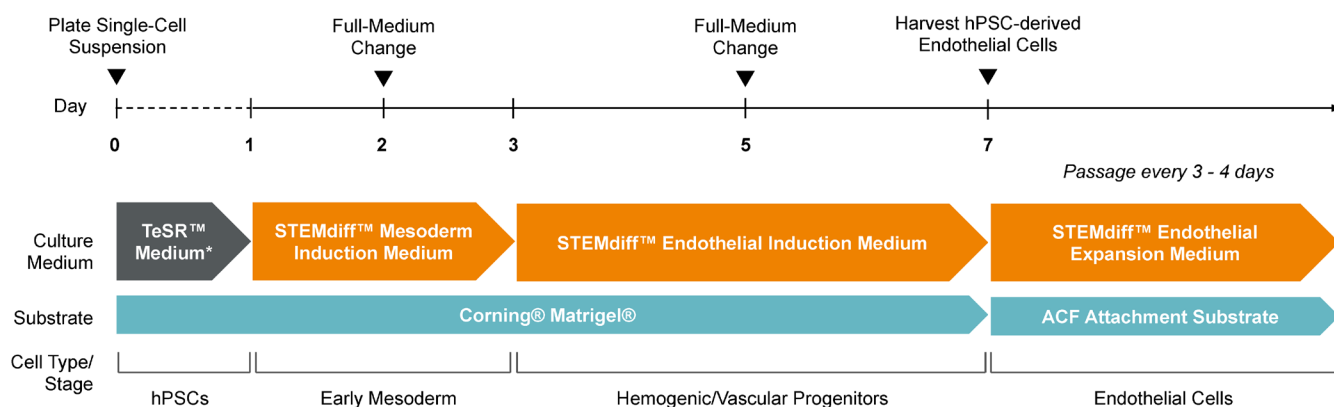 Plate Single-Cell
Suspension
Full-Medium
Change
Full-Medium
Change
Harvest hPSC-derived
Endothelial Cells
Day
0
1
2
3
5
7
Passage every 3 - 4 days
Culture
Medium
TeSR™
Medium*
STEMdiff™ Mesoderm
Induction Medium
STEMdiff™ Endothelial Induction Medium
STEMdiff™ Endothelial
Expansion Medium
Substrate
Corning® Matrigel®
ACF Attachment Substrate
Cell Type/
Stage
hPSCs
Early Mesoderm
Hemogenic/Vascular Progenitors
Endothelial Cells